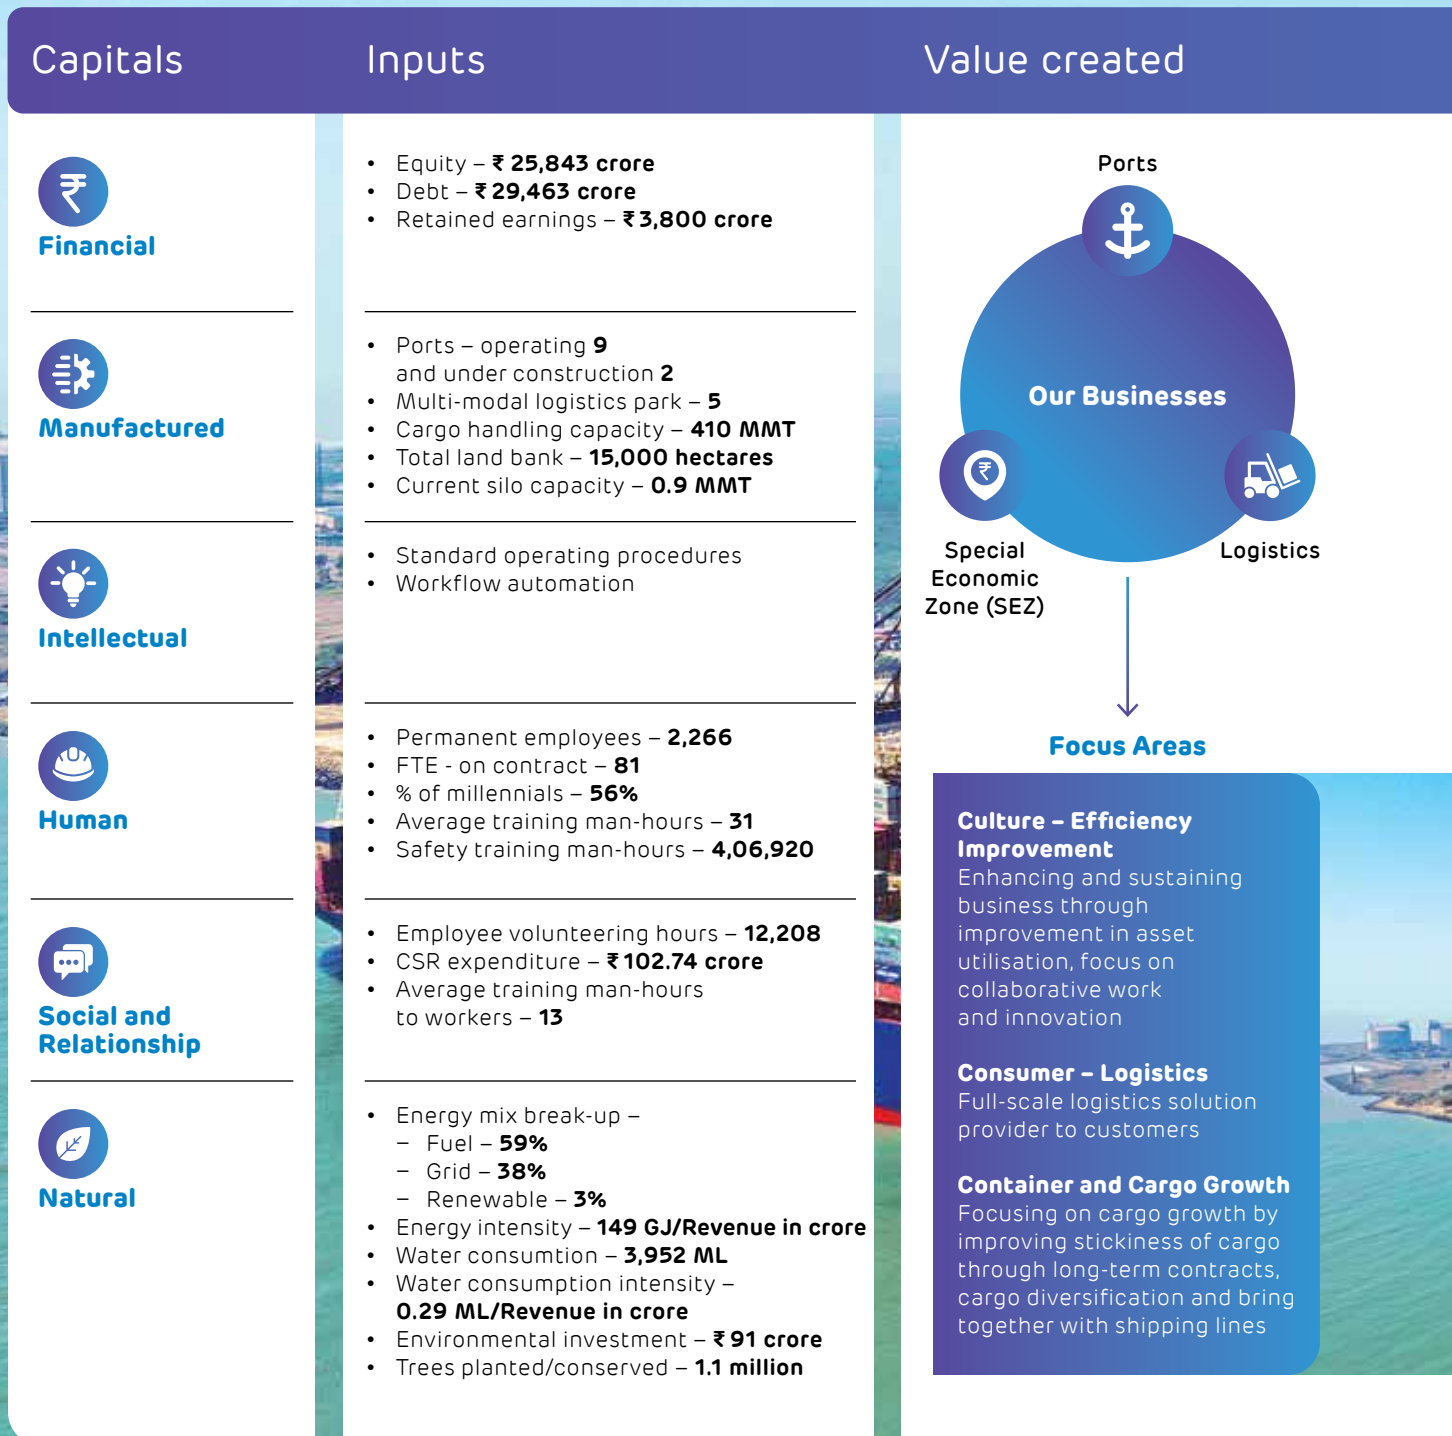 Capitals
Inputs
Value created
Financial
• Equity – ₹ 25,843 crore
• Debt – ₹ 29,463 crore
• Retained earnings – ₹ 3,800 crore
Manufactured
• Ports – operating 9
and under construction 2
• Multi-modal logistics park – 5
• Cargo handling capacity – 410 MMT
• Total land bank – 15,000 hectares
• Current silo capacity – 0.9 MMT
Intellectual
• Standard operating procedures
• Workflow automation
Human
• Permanent employees – 2,266
• FTE - on contract – 81
• % of millennials – 56%
• Average training man-hours – 31
• Safety training man-hours – 4,06,920
Social and
Relationship
• Employee volunteering hours – 12,208
• CSR expenditure – ₹ 102.74 crore
• Average training man-hours
to workers – 13
Natural
• Energy mix break-up –
– Fuel – 59%
– Grid – 38%
– Renewable – 3%
• Energy intensity – 149 GJ/Revenue in crore
• Water consumtion – 3,952 ML
• Water consumption intensity –
0.29 ML/Revenue in crore
• Environmental investment – ₹ 91 crore
• Trees planted/conserved – 1.1 million
Ports
Our Businesses
Special
Economic
Zone (SEZ)
Logistics
Focus Areas
Culture – Efficiency
Improvement
Enhancing and sustaining
business through
improvement in asset
utilisation, focus on
collaborative work
and innovation
Consumer – Logistics
Full-scale logistics solution
provider to customers
Container and Cargo Growth
Focusing on cargo growth by
improving stickiness of cargo
through long-term contracts,
cargo diversification and bring
together with shipping lines